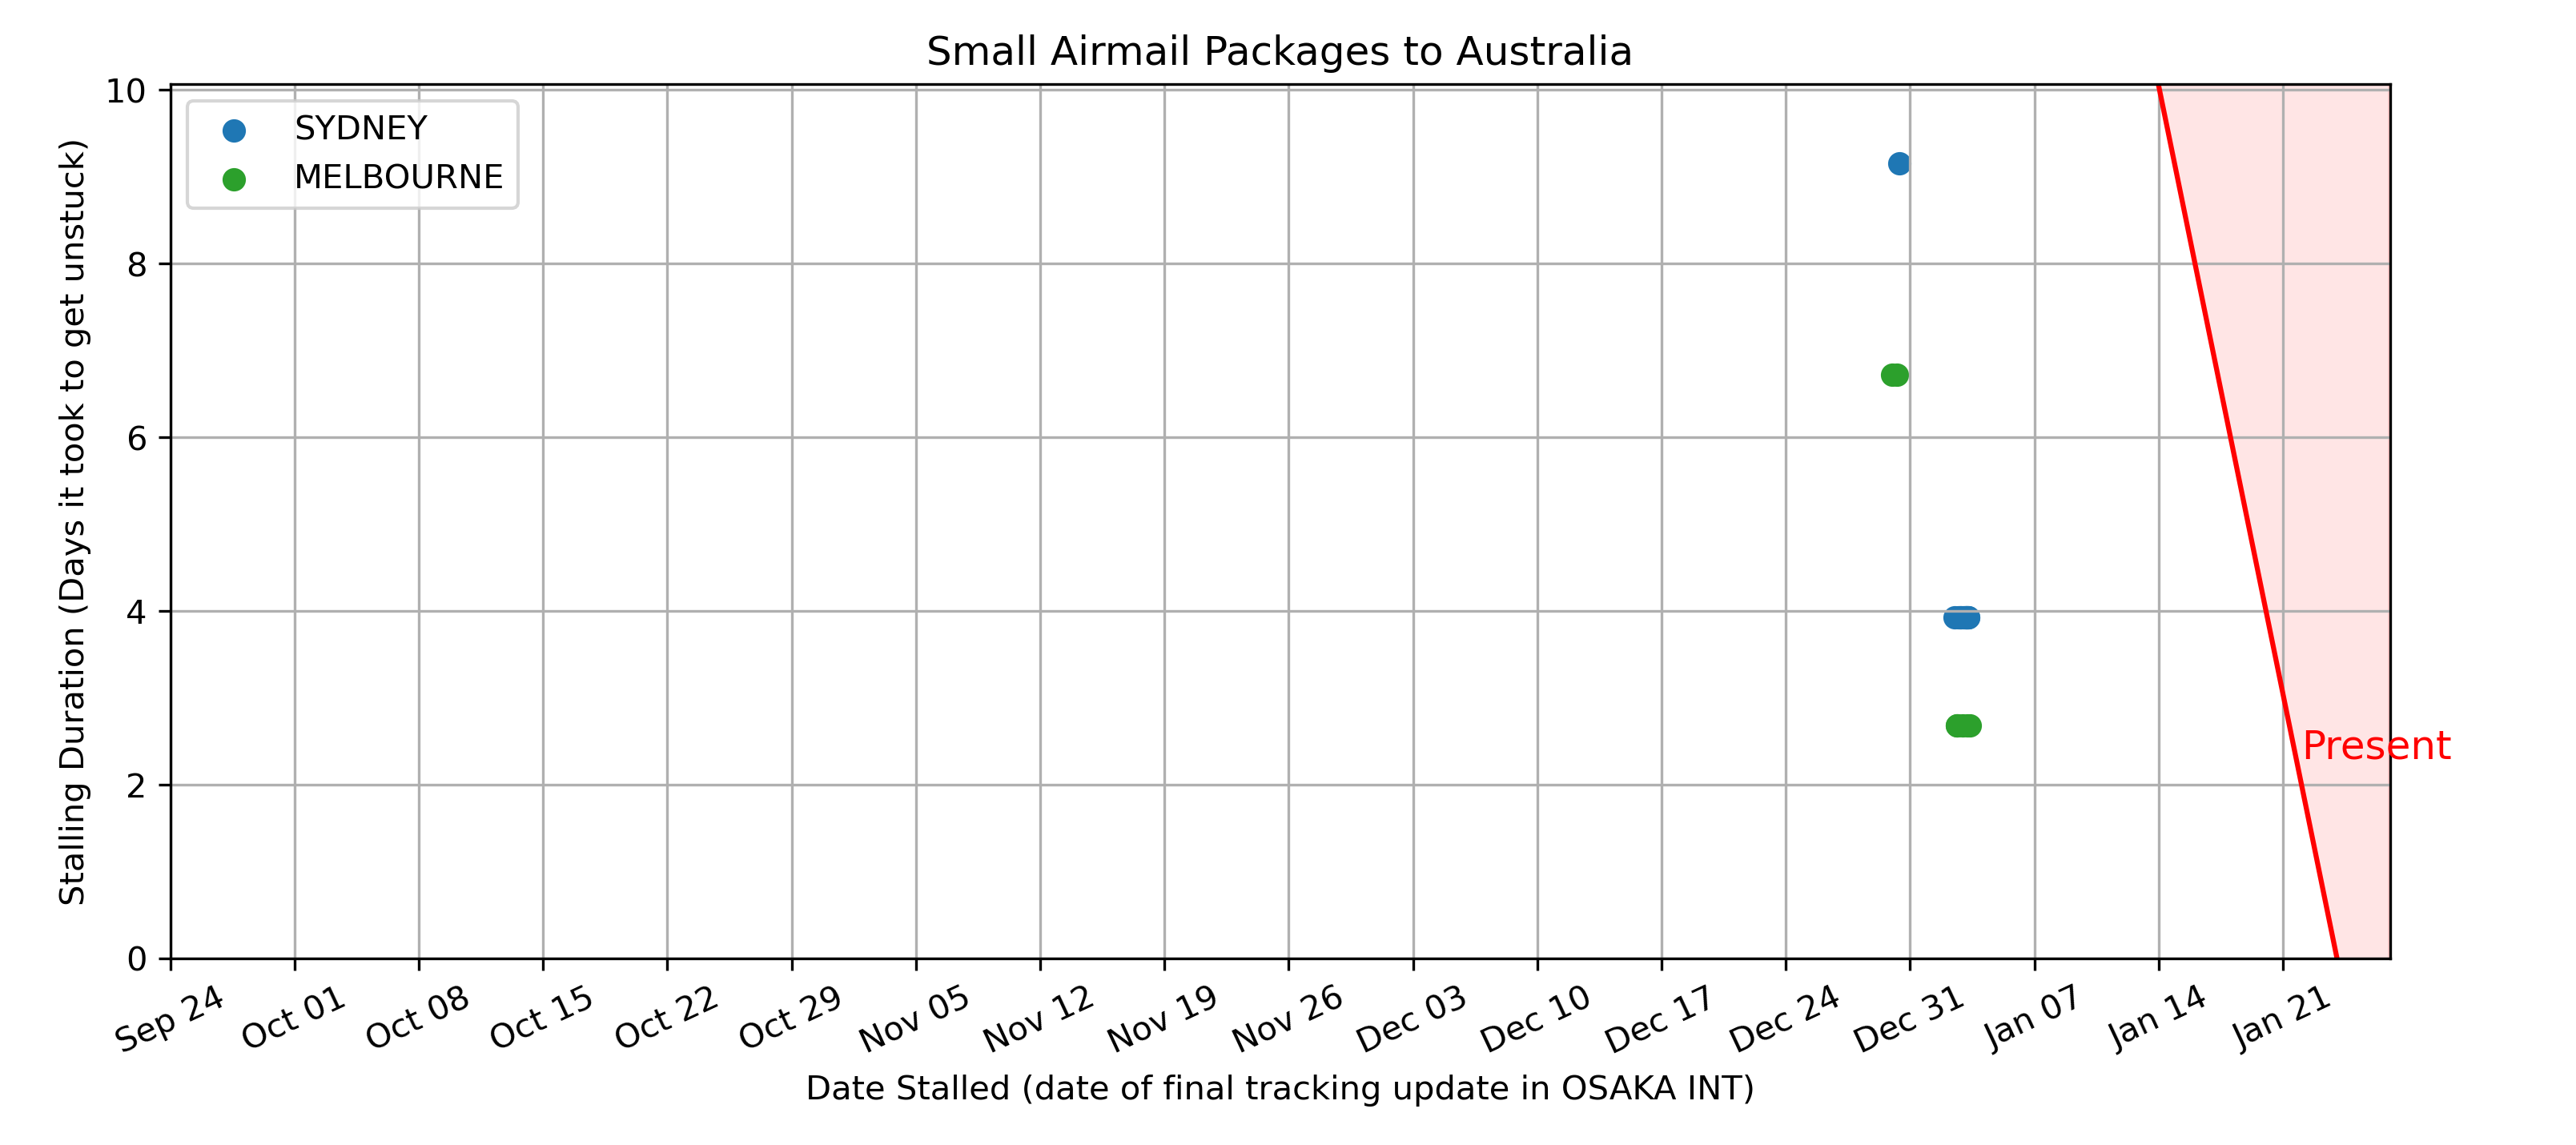 Small Airmail Packages to Australia
SYDNEY
MELBOURNE
Stalling Duration (Days it took to get unstuck)
10
8
6
4
2
0
Present
Sep 24
Oct 01
Oct 08
Oct 15
Oct 22
Oct 29
Nov 05
Nov 12
Nov 19
Nov 26
Dec 03
Dec 10
Dec 17
Dec 24
Dec 31
Jan 07
Jan 14
Jan 21
Date Stalled (date of final tracking update in OSAKA INT)